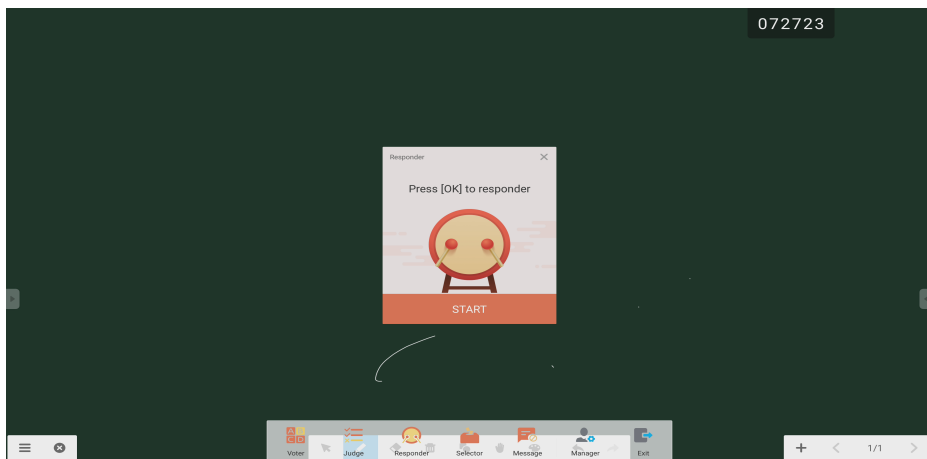 072723
Responder
Press [OK] to responder
START
A
C D
Voter
Judge
Responder
Selector
Message
Manager
Exit
1/1